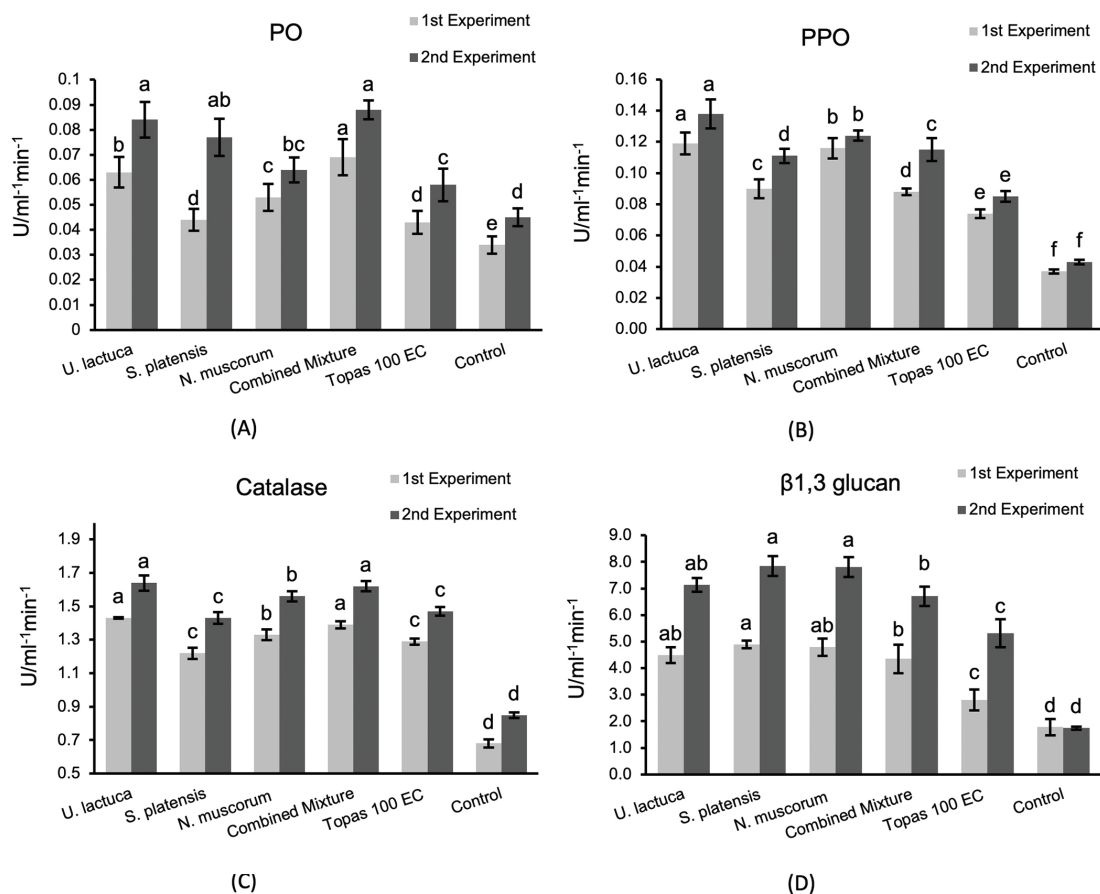 PO
1st Experiment
2nd Experiment
U/ml-1min-1
0.1
0.09
0.08
0.07
0.06
0.05
0.04
0.03
0.02
0.01
0
b a d ab c bc a a d c e d
U. lactuca
S. platensis
N. muscorum
Combined Mixture
Topas 100 EC
Control
(A)
PPO
1st Experiment
2nd Experiment
U/ml-1min-1
0.16
0.14
0.12
0.10
0.08
0.06
0.04
0.02
0.00
a a c d b b d c e e f f
U. lactuca
S. platensis
N. muscorum
Combined Mixture
Topas 100 EC
Control
(B)
Catalase
1st Experiment
2nd Experiment
U/ml-1min-1
1.9
1.7
1.5
1.3
1.1
0.9
0.7
0.5
a a c c b b a a c c d d
U. lactuca
S. platensis
N. muscorum
Combined Mixture
Topas 100 EC
Control
(C)
β1,3 glucan
1st Experiment
2nd Experiment
U/ml-1min-1
9.0
8.0
7.0
6.0
5.0
4.0
3.0
2.0
1.0
0.0
ab ab a a ab a b b c c d d
U. lactuca
S. platensis
N. muscorum
Combined Mixture
Topas 100 EC
Control
(D)